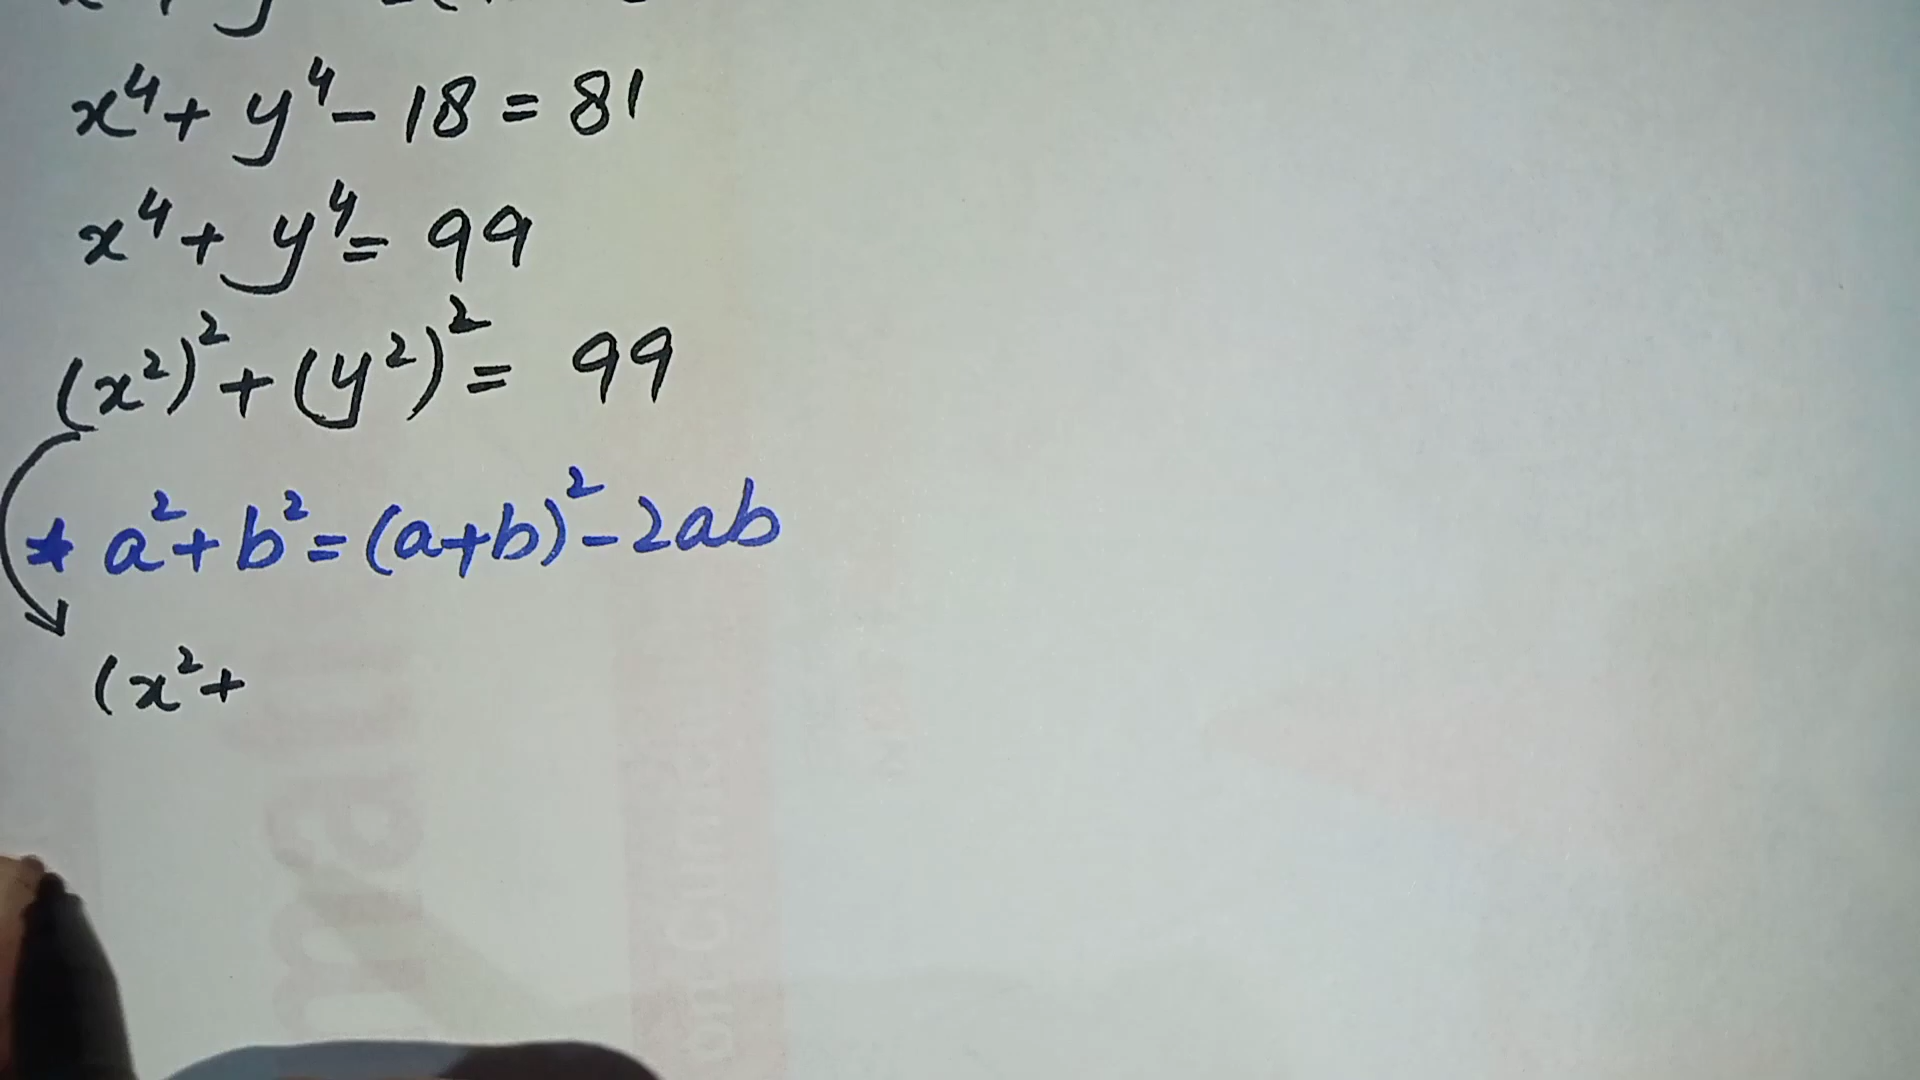 x⁴ + y⁴ - 18 = 81
x⁴ + y⁴ = 99
(x²)² + (y²)² = 99
* a² + b² = (a+b)² - 2ab
(x² +